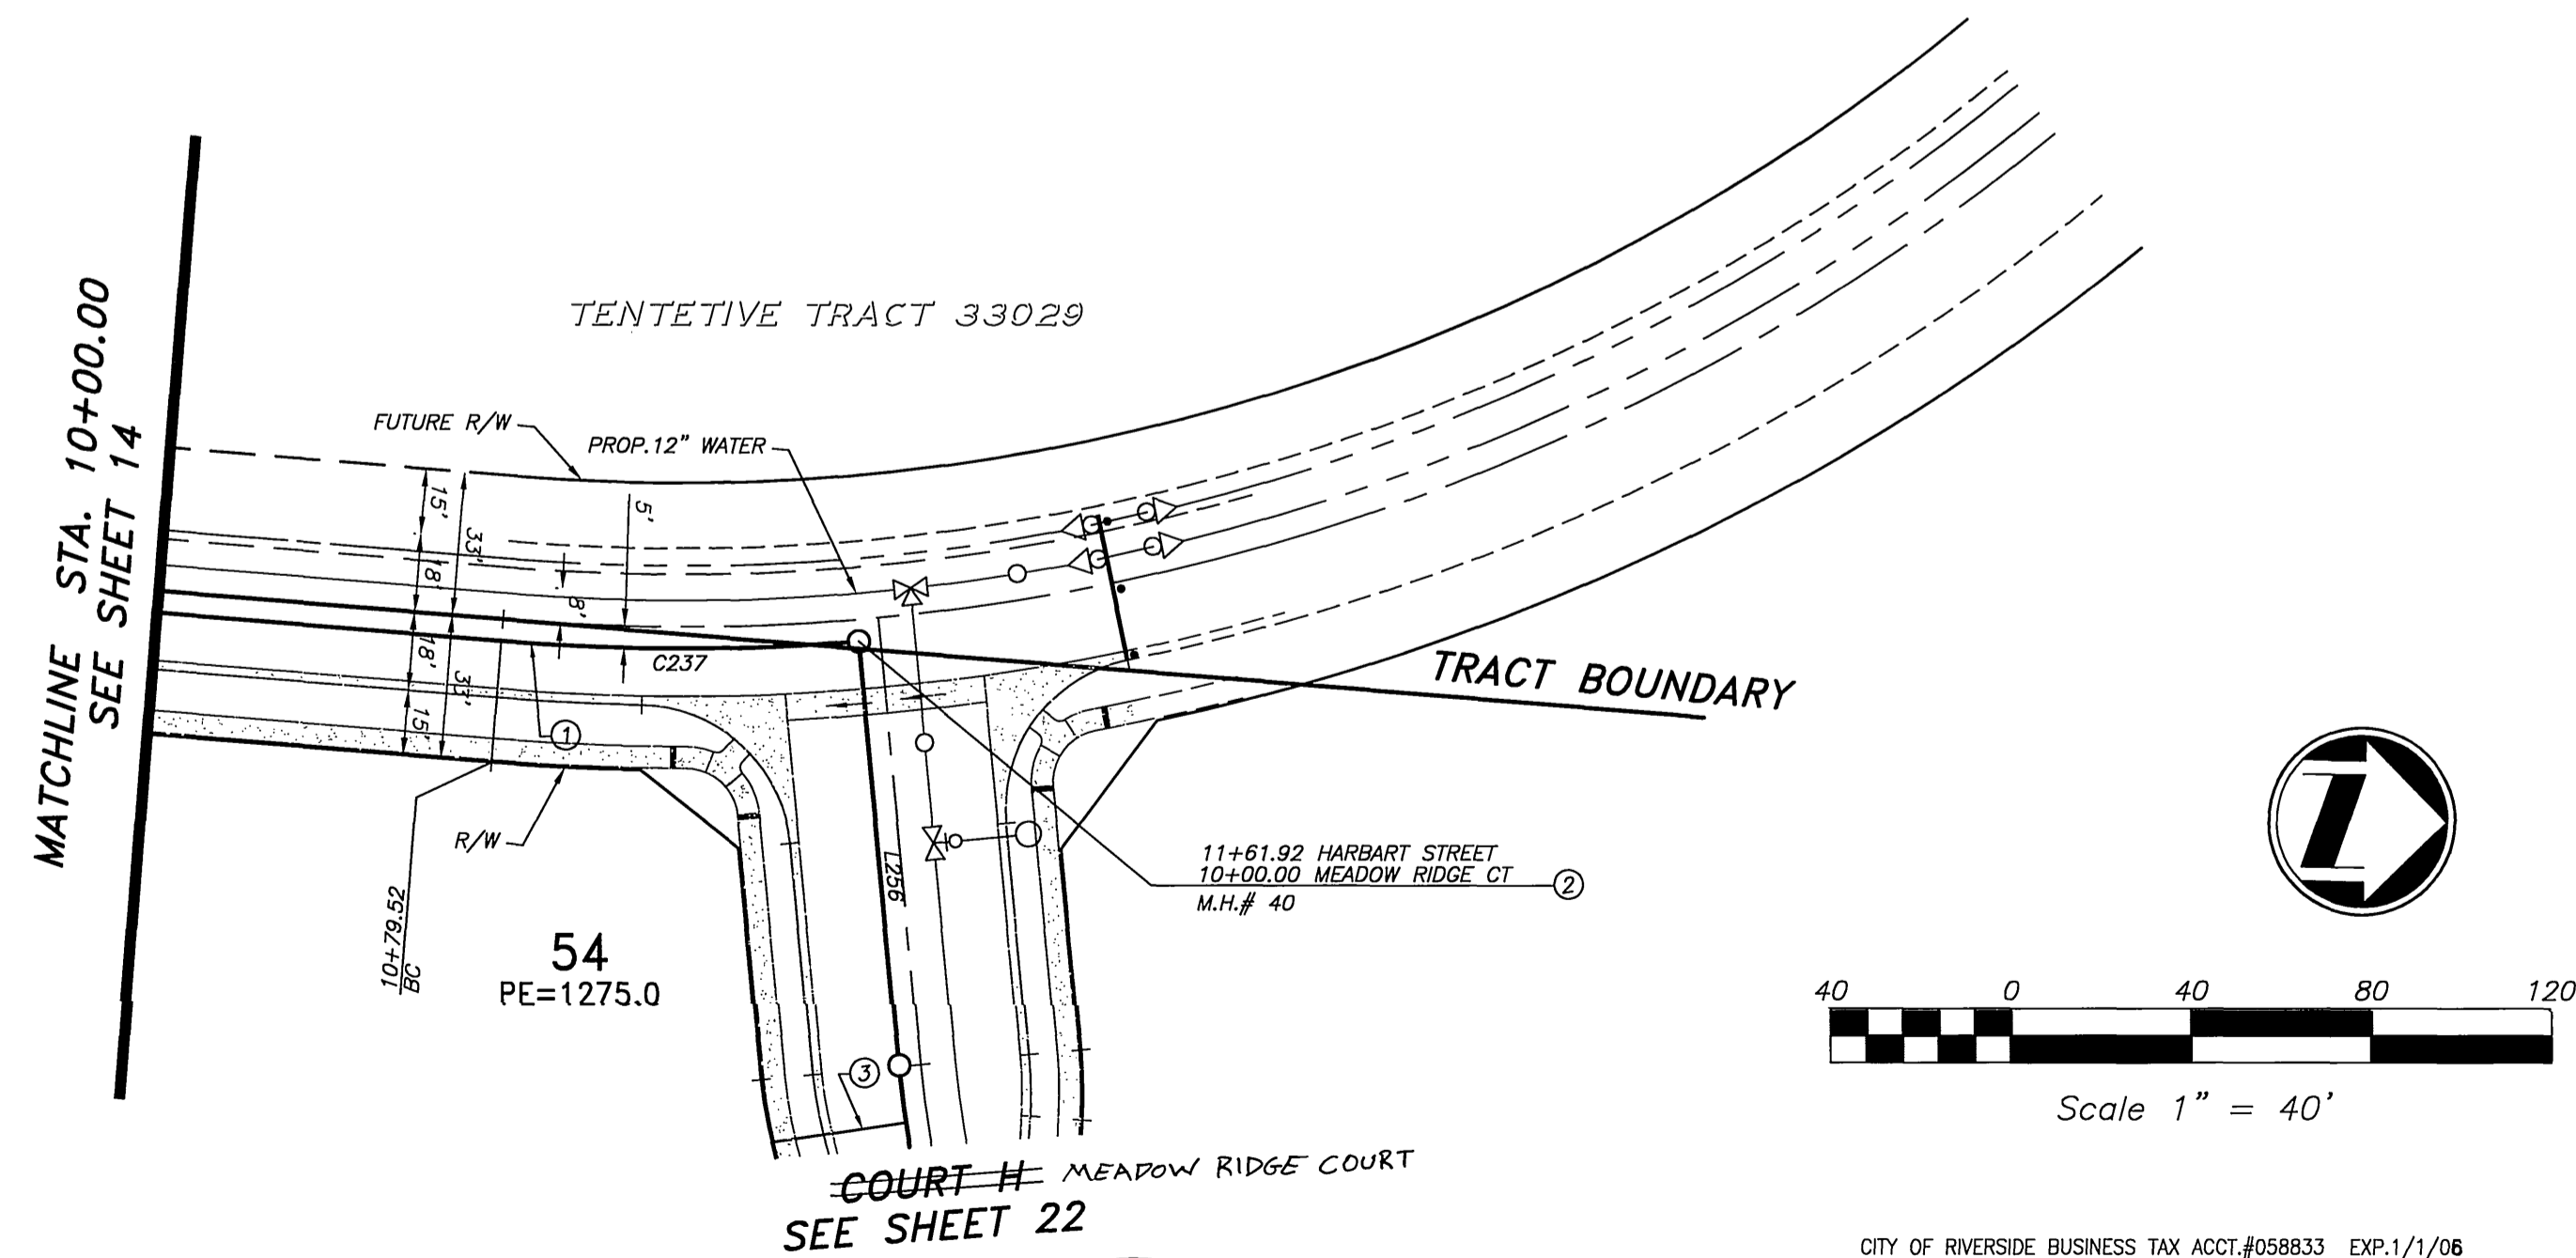 TENTETIVE TRACT 33029
MATCHLINE STA. 10+00.00
SEE SHEET 14
FUTURE R/W
PROP.12" WATER
15'
33'
18'
5'
8'
18'
33'
15'
C237
1
R/W
TRACT BOUNDARY
L256
11+61.92 HARBART STREET
10+00.00 MEADOW RIDGE CT
2
M.H.# 40
10+79.52
BC
54
PE=1275.0
3
40 0 40 80 120
Scale 1" = 40'
COURT H MEADOW RIDGE COURT
SEE SHEET 22
CITY OF RIVERSIDE BUSINESS TAX ACCT.#058833 EXP.1/1/06